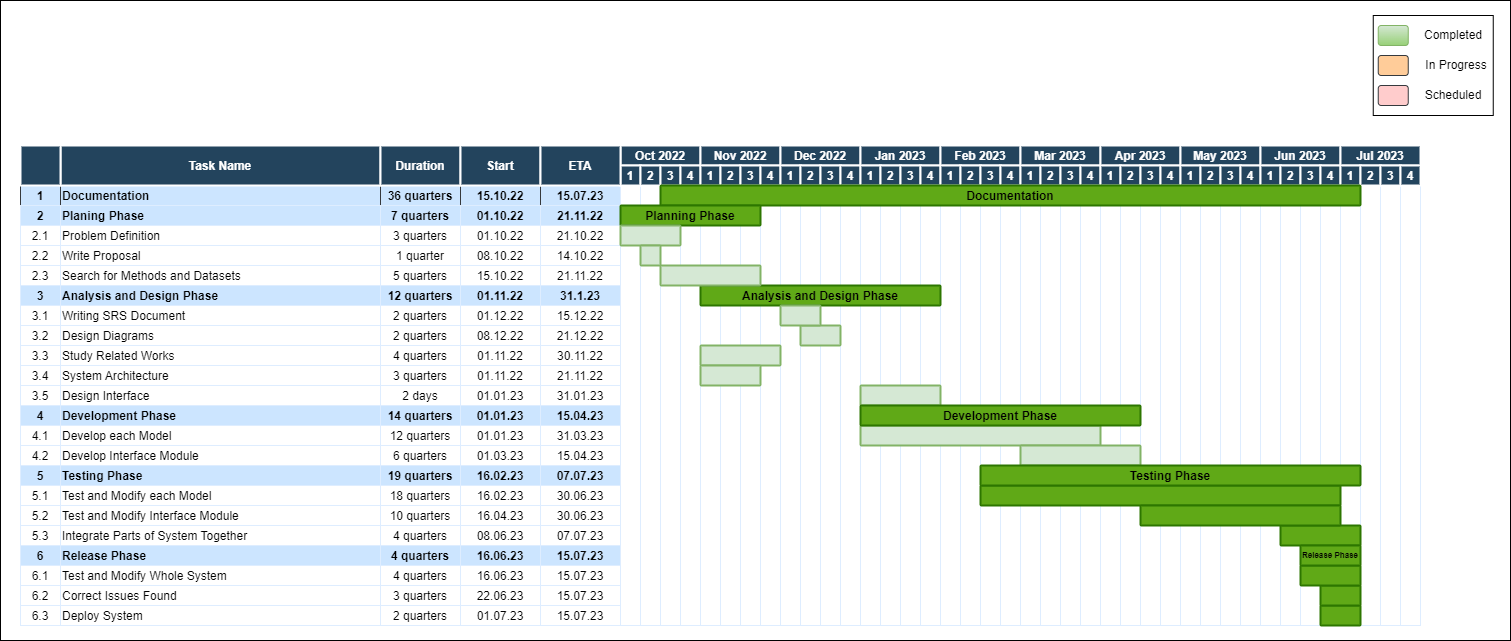 Completed
In Progress
Scheduled
Task Name Duration Start ETA Oct 2022 Nov 2022 Dec 2022 Jan 2023 Feb 2023 Mar 2023 Apr 2023 May 2023 Jun 2023 Jul 2023
1 2 3 4 1 2 3 4 1 2 3 4 1 2 3 4 1 2 3 4 1 2 3 4 1 2 3 4 1 2 3 4 1 2 3 4 1 2 3 4
1 Documentation 36 quarters 15.10.22 15.07.23 Documentation
2 Planing Phase 7 quarters 01.10.22 21.11.22 Planning Phase
2.1 Problem Definition 3 quarters 01.10.22 21.10.22
2.2 Write Proposal 1 quarter 08.10.22 14.10.22
2.3 Search for Methods and Datasets 5 quarters 15.10.22 21.11.22
3 Analysis and Design Phase 12 quarters 01.11.22 31.1.23 Analysis and Design Phase
3.1 Writing SRS Document 2 quarters 01.12.22 15.12.22
3.2 Design Diagrams 2 quarters 08.12.22 21.12.22
3.3 Study Related Works 4 quarters 01.11.22 30.11.22
3.4 System Architecture 3 quarters 01.11.22 21.11.22
3.5 Design Interface 2 days 01.01.23 31.01.23
4 Development Phase 14 quarters 01.01.23 15.04.23 Development Phase
4.1 Develop each Model 12 quarters 01.01.23 31.03.23
4.2 Develop Interface Module 6 quarters 01.03.23 15.04.23
5 Testing Phase 19 quarters 16.02.23 07.07.23 Testing Phase
5.1 Test and Modify each Model 18 quarters 16.02.23 30.06.23
5.2 Test and Modify Interface Module 10 quarters 16.04.23 30.06.23
5.3 Integrate Parts of System Together 4 quarters 08.06.23 07.07.23
6 Release Phase 4 quarters 16.06.23 15.07.23 Release Phase
6.1 Test and Modify Whole System 4 quarters 16.06.23 15.07.23
6.2 Correct Issues Found 3 quarters 22.06.23 15.07.23
6.3 Deploy System 2 quarters 01.07.23 15.07.23